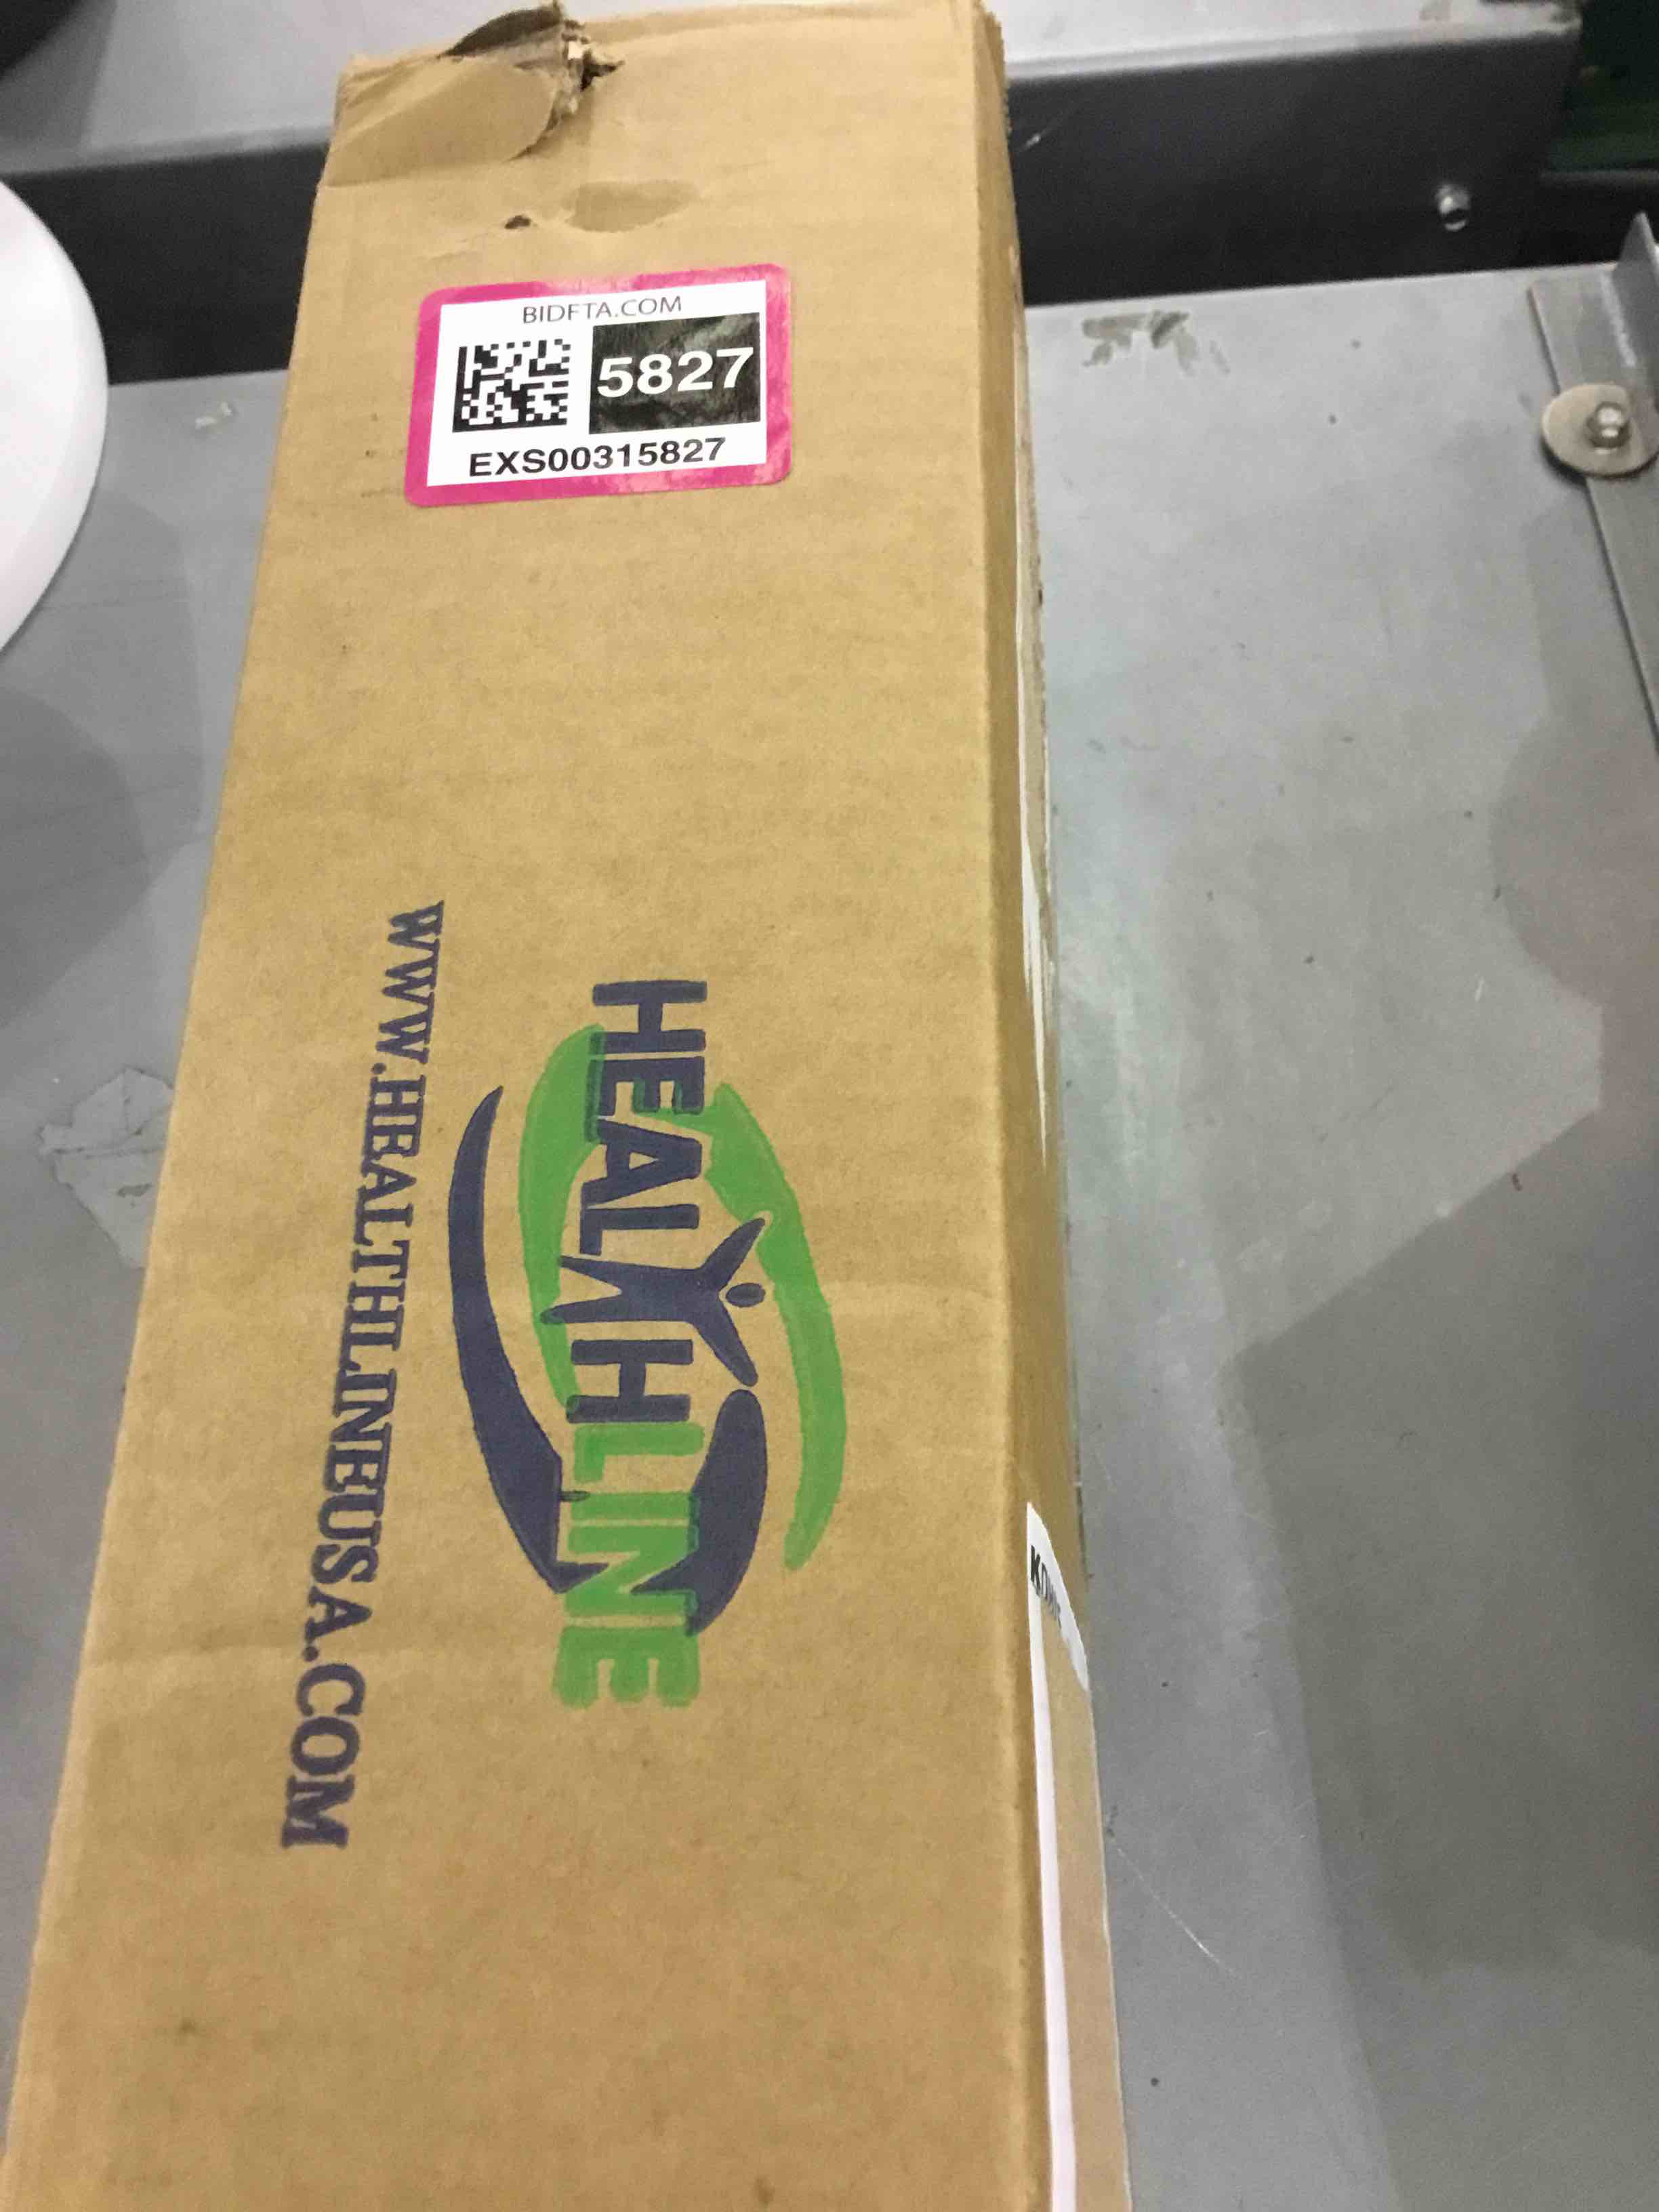 BIDFTA.COM
5827
EXS00315827
HEALTHLINE
WWW.HEALTHLINEUSA.COM